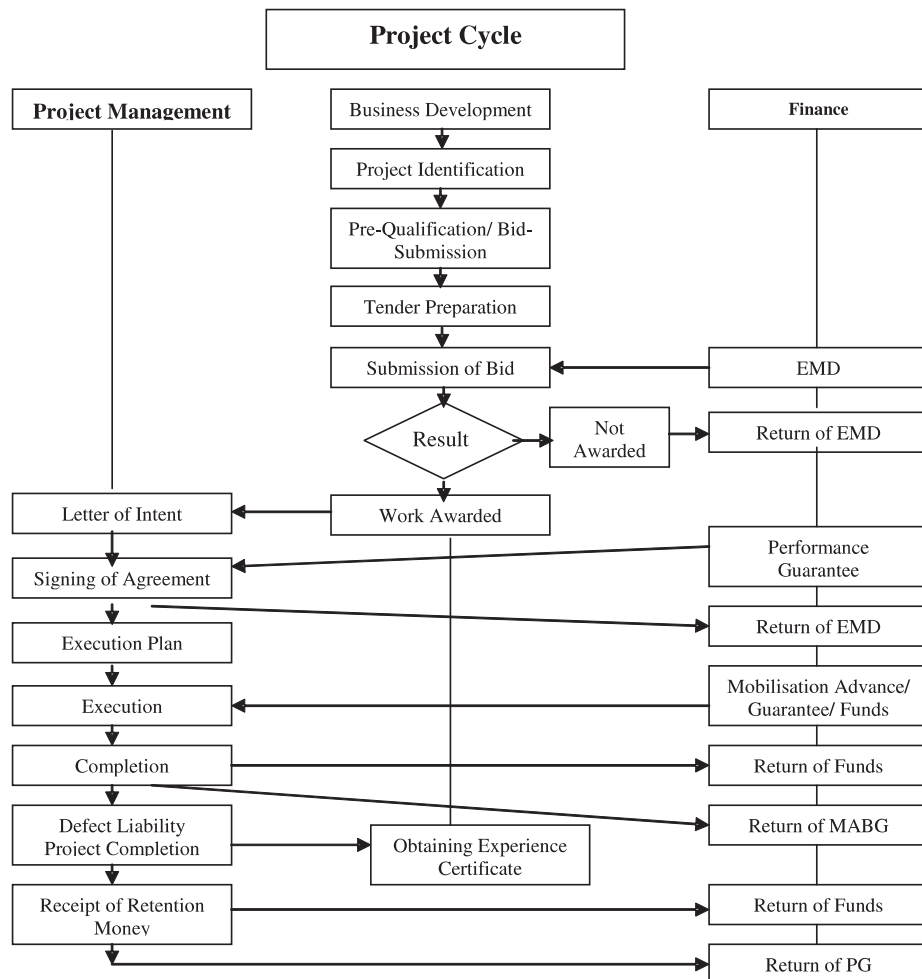 Project Cycle
Project Management
Business Development
Finance
Project Identification
Pre-Qualification/ Bid-
Submission
Tender Preparation
Submission of Bid
EMD
Result
Not
Awarded
Return of EMD
Letter of Intent
Work Awarded
Performance
Guarantee
Signing of Agreement
Return of EMD
Execution Plan
Mobilisation Advance/
Guarantee/ Funds
Execution
Completion
Return of Funds
Defect Liability
Project Completion
Return of MABG
Obtaining Experience
Certificate
Receipt of Retention
Money
Return of Funds
Return of PG